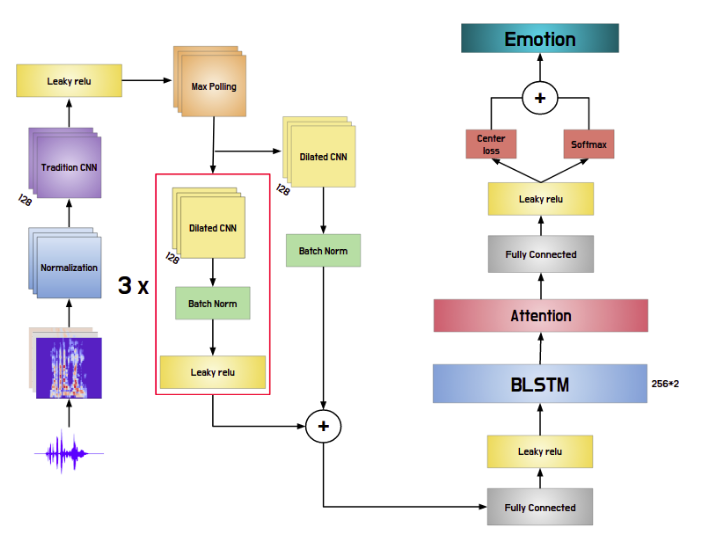 Emotion
Leaky relu
Max Polling
+
Center
loss
Softmax
Tradition CNN
128
Dilated CNN
128
Leaky relu
Dilated CNN
128
Normalization
Batch Norm
Fully Connected
3 x
Batch Norm
Attention
Leaky relu
BLSTM
256*2
+
Leaky relu
Fully Connected